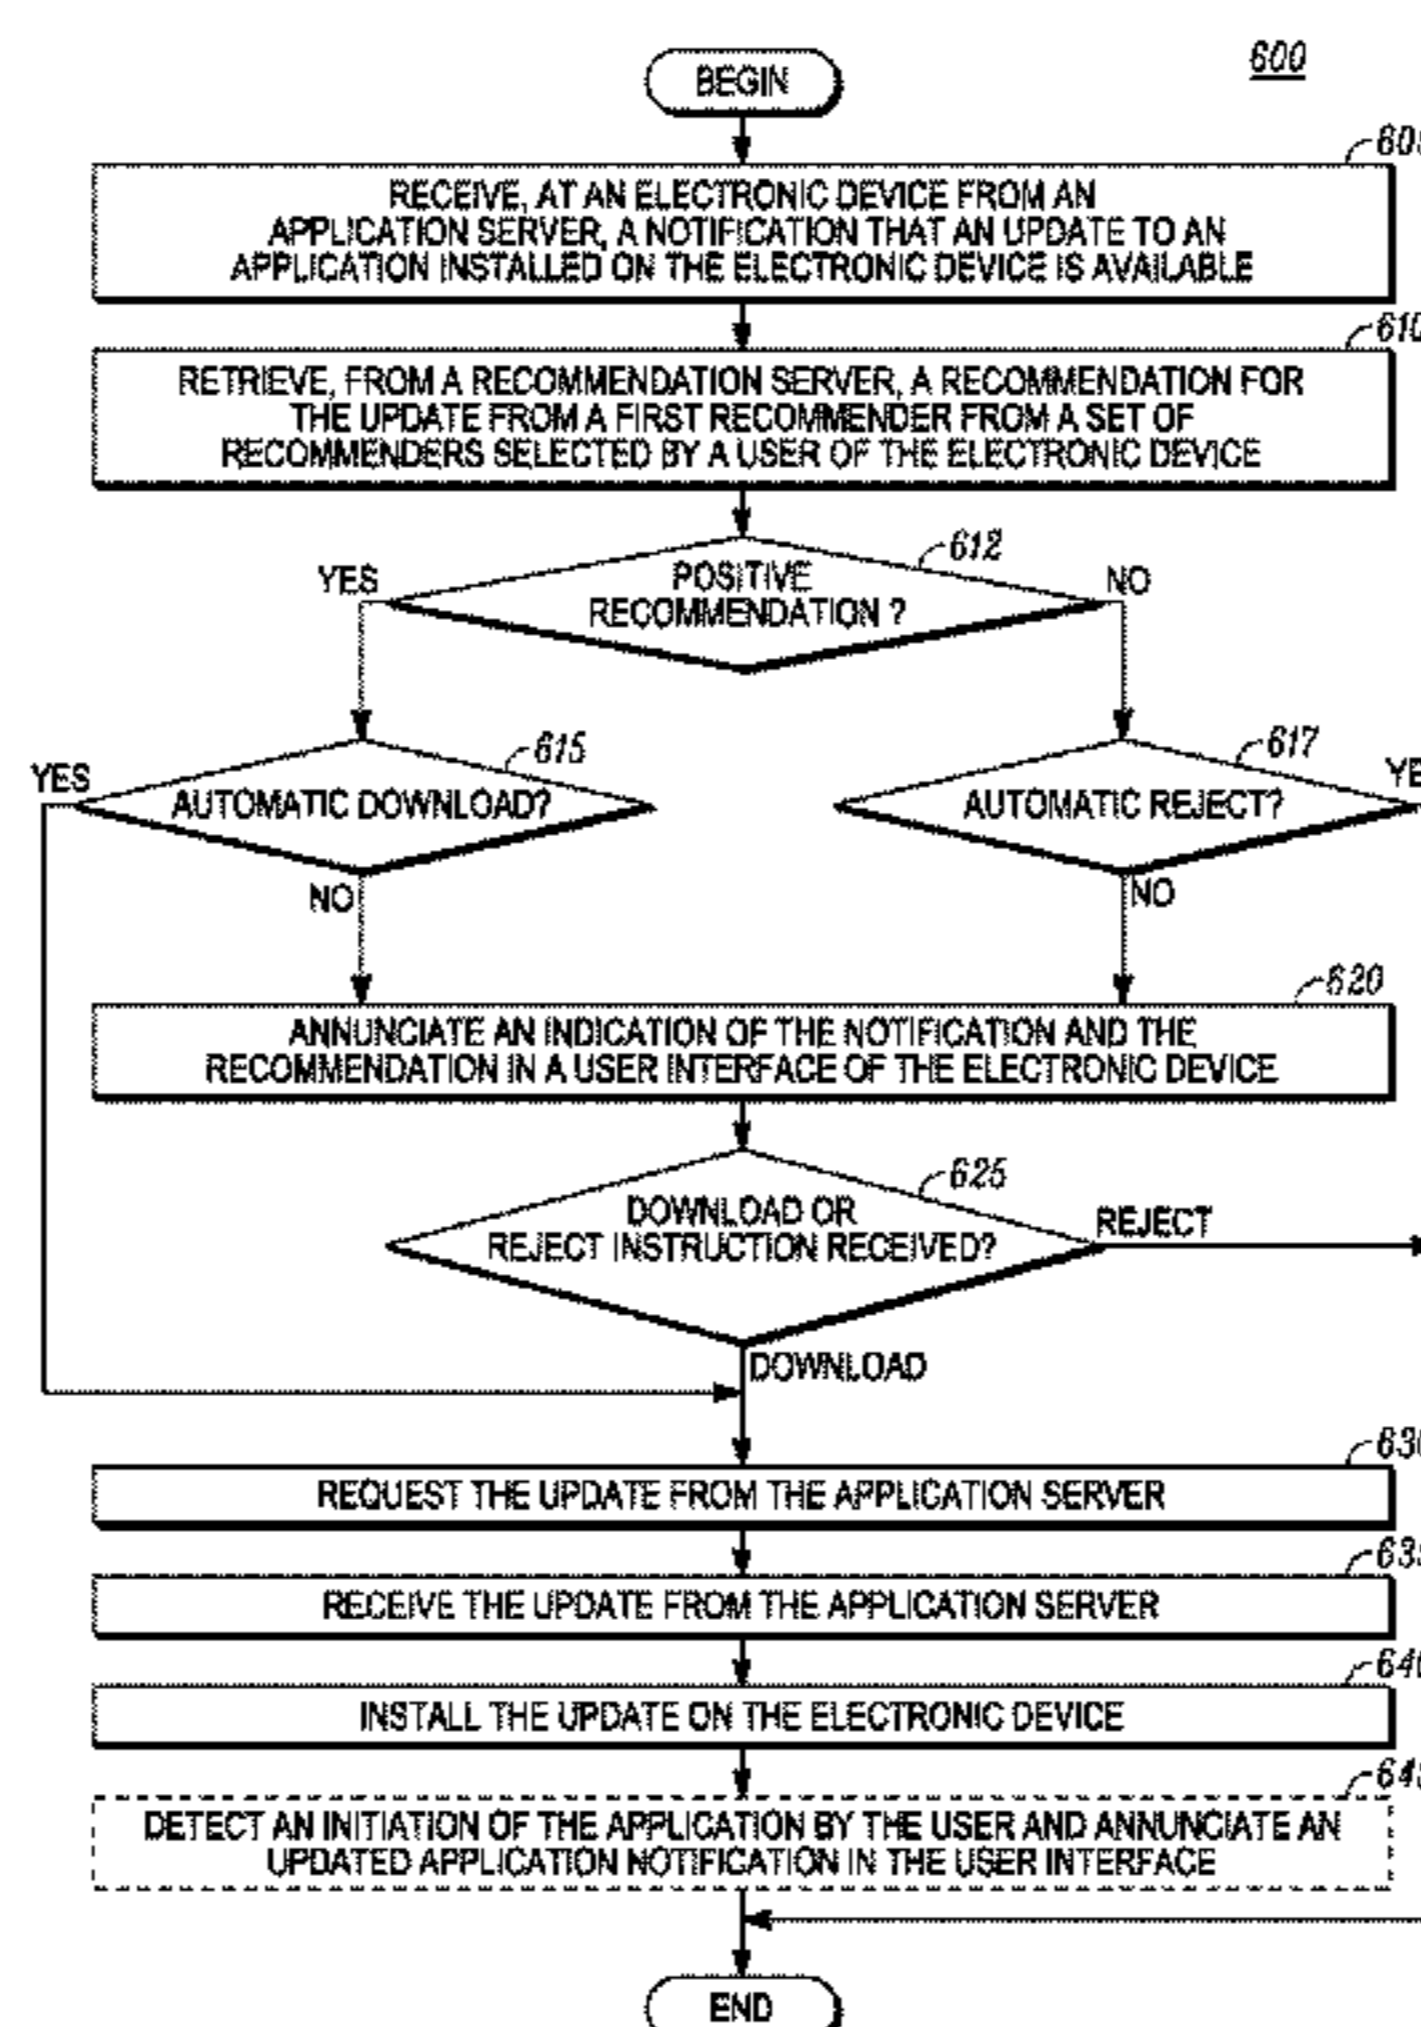 600
BEGIN
RECEIVE, AT AN ELECTRONIC DEVICE FROM AN
APPLICATION SERVER, A NOTIFICATION THAT AN UPDATE TO AN
APPLICATION INSTALLED ON THE ELECTRONIC DEVICE IS AVAILABLE
RETRIEVE, FROM A RECOMMENDATION SERVER, A RECOMMENDATION FOR
THE UPDATE FROM A FIRST RECOMMENDER FROM A SET OF
RECOMMENDERS SELECTED BY A USER OF THE ELECTRONIC DEVICE
612
YES
POSITIVE
RECOMMENDATION ?
NO
615
617
YES
AUTOMATIC DOWNLOAD?
AUTOMATIC REJECT?
NO
NO
620
ANNUNCIATE AN INDICATION OF THE NOTIFICATION AND THE
RECOMMENDATION IN A USER INTERFACE OF THE ELECTRONIC DEVICE
625
DOWNLOAD OR
REJECT INSTRUCTION RECEIVED?
REJECT
DOWNLOAD
REQUEST THE UPDATE FROM THE APPLICATION SERVER
RECEIVE THE UPDATE FROM THE APPLICATION SERVER
INSTALL THE UPDATE ON THE ELECTRONIC DEVICE
DETECT AN INITIATION OF THE APPLICATION BY THE USER AND ANNUNCIATE AN
UPDATED APPLICATION NOTIFICATION IN THE USER INTERFACE
END